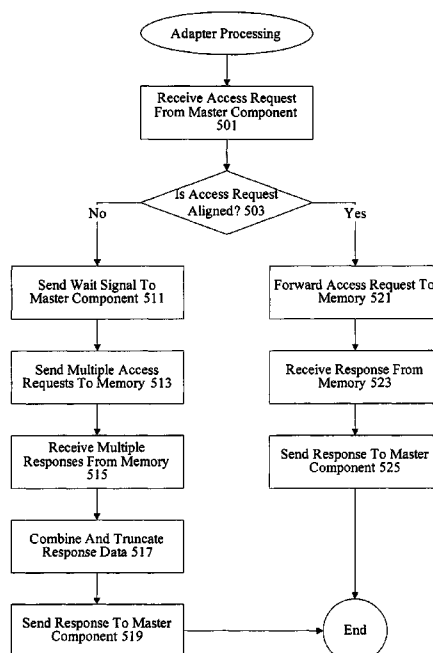 Adapter Processing
Receive Access Request
From Master Component
501
Is Access Request
Aligned? 503
No
Yes
Send Wait Signal To
Master Component 511
Forward Access Request To
Memory 521
Send Multiple Access
Requests To Memory 513
Receive Response From
Memory 523
Receive Multiple
Responses From Memory
515
Send Response To Master
Component 525
Combine And Truncate
Response Data 517
Send Response To Master
Component 519
End